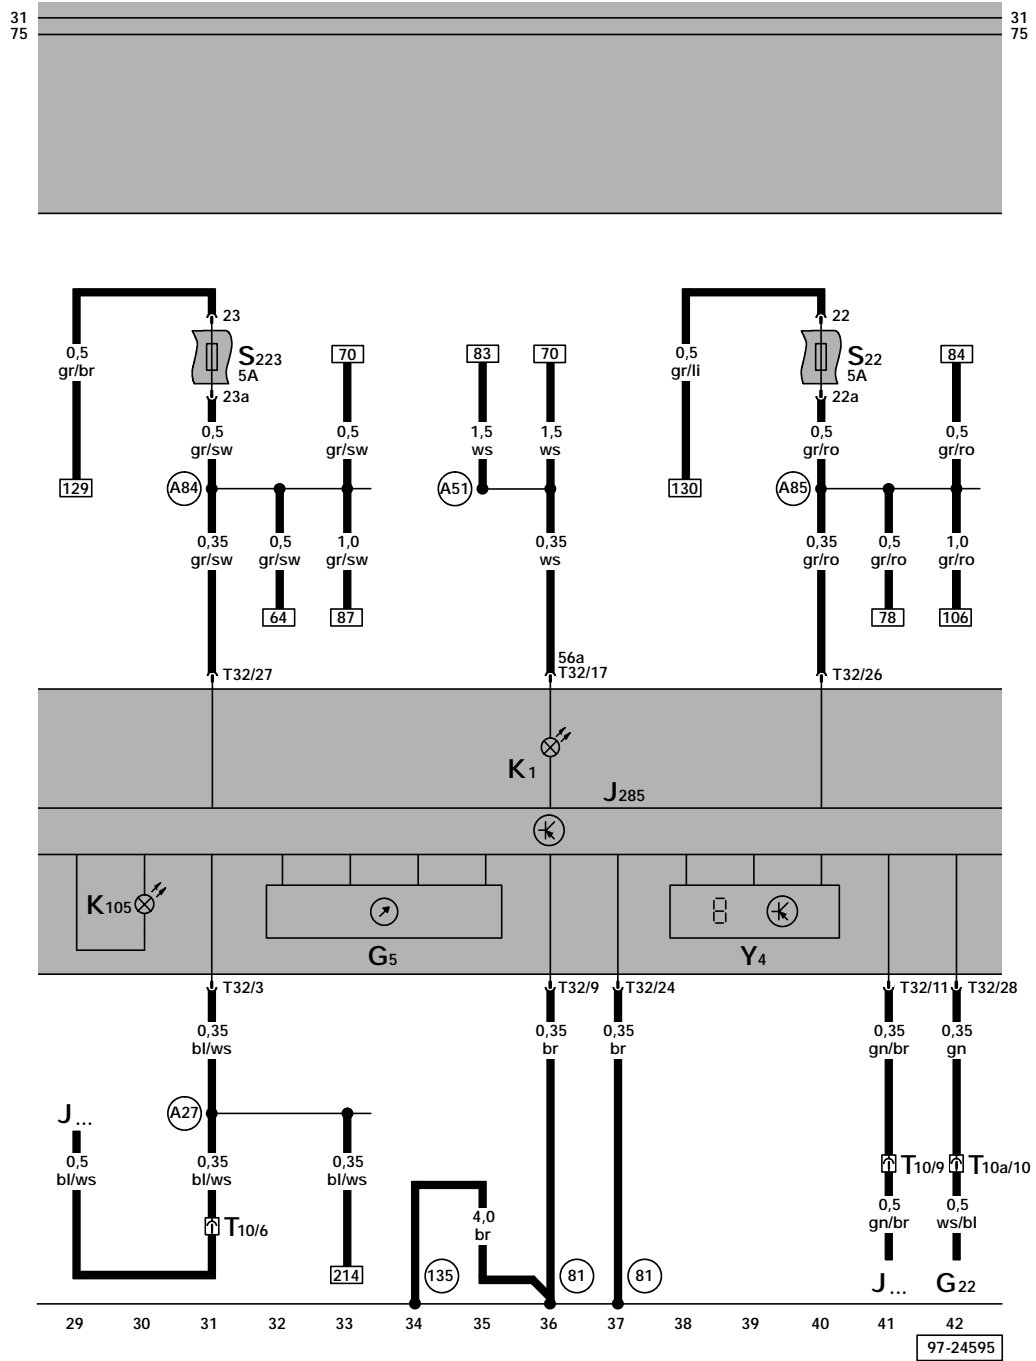 31 31
75 75
23 22
0,5 gr/br
S223 5A
70
83
70
0,5 gr/li
S22 5A
84
23a 22a
0,5 gr/sw
0,5 gr/sw
1,5 ws
1,5 ws
0,5 gr/ro
0,5 gr/ro
129
A84
A51
130
A85
0,35 gr/sw
0,5 gr/sw
1,0 gr/sw
0,35 ws
0,35 gr/ro
0,5 gr/ro
1,0 gr/ro
64
87
78
106
56a
T32/27
T32/17
T32/26
K1
J285
K105
G5
Y4
T32/3
T32/9
T32/24
T32/11
T32/28
0,35 bl/ws
0,35 br
0,35 br
0,35 gn/br
0,35 gn
J...
A27
0,5 bl/ws
0,35 bl/ws
0,35 bl/ws
T10/9
T10a/10
T10/6
4,0 br
0,5 gn/br
0,5 ws/bl
214
135
81
81
J...
G22
29 30 31 32 33 34 35 36 37 38 39 40 41 42
97-24595